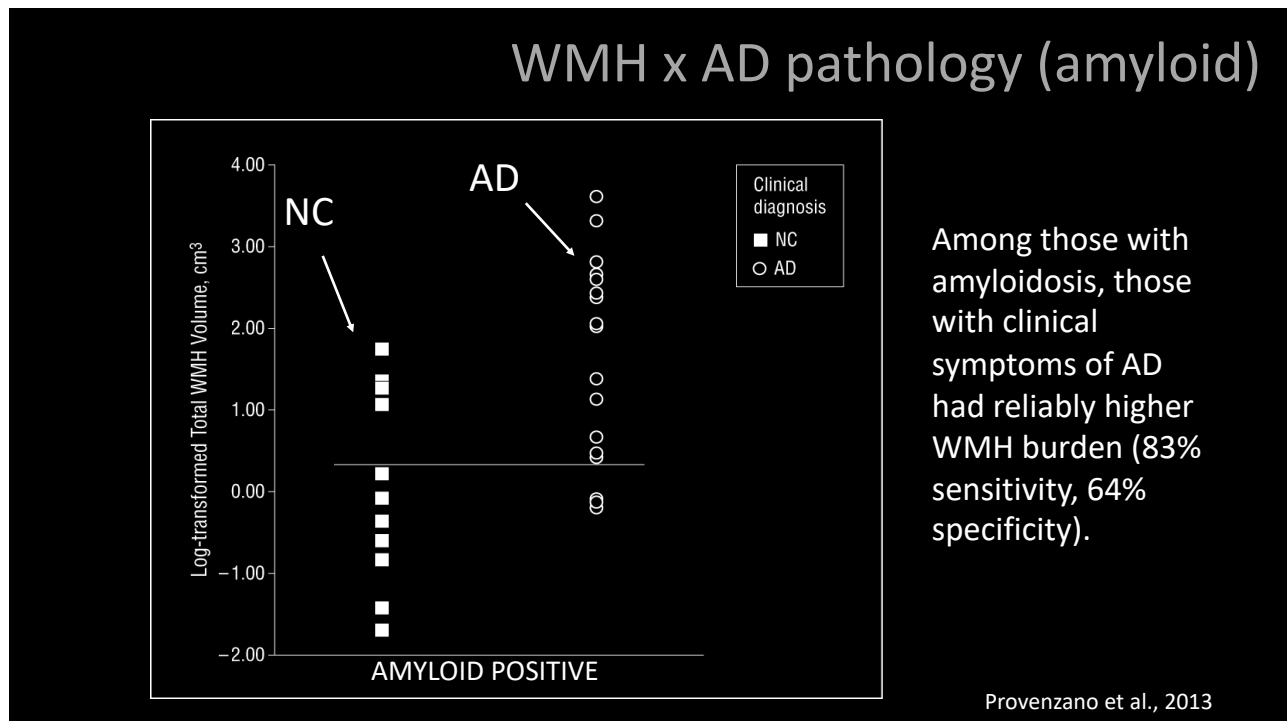 WMH x AD pathology (amyloid)
Log-transformed Total WMH Volume, cm³
4.00
3.00
2.00
1.00
0.00
−1.00
−2.00
NC
AD
AMYLOID POSITIVE
Clinical
diagnosis
NC
AD
Among those with
amyloidosis, those
with clinical
symptoms of AD
had reliably higher
WMH burden (83%
sensitivity, 64%
specificity).
Provenzano et al., 2013